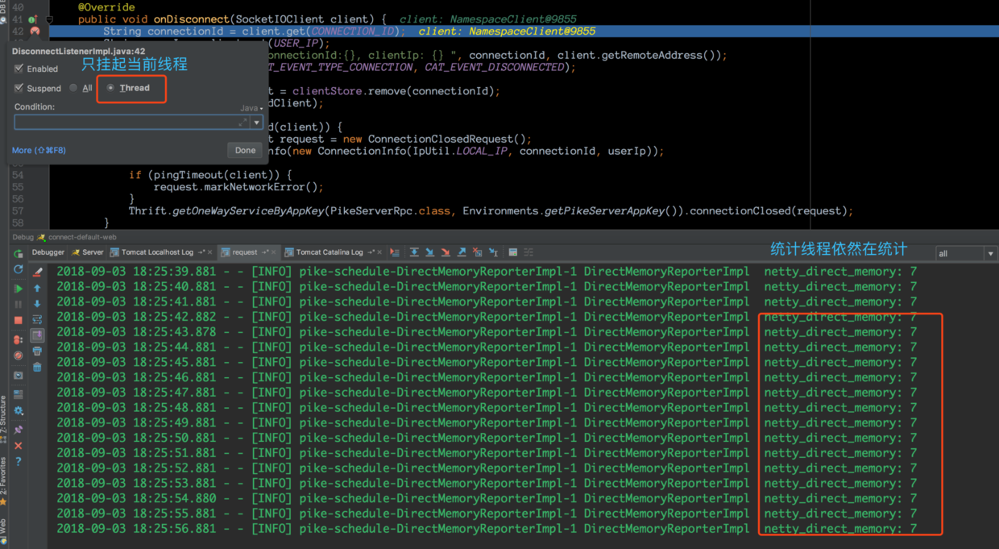 40 @Override
41 public void onDisconnect(SocketIOClient client) { client: NamespaceClient@9855
42 String connectionId = client.get(CONNECTION_ID); client: NamespaceClient@9855
(USER_IP);
DisconnectListenerImpl.java:42
onnectionId:{}, clientIp: {} ", connectionId, client.getRemoteAddress());
只挂起当前线程
Enabled
T_EVENT_TYPE_CONNECTION, CAT_EVENT_DISCONNECTED);
Suspend All Thread
t = clientStore.remove(connectionId);
Condition:
dClient);
Java
d(client)) {
t request = new ConnectionClosedRequest();
More (⇧⌘F8)
Done
nfo(new ConnectionInfo(IpUtil.LOCAL_IP, connectionId, userIp));
54 if (pingTimeout(client)) {
55 request.markNetworkError();
56 }
57 Thrift.getOneWayServiceByAppKey(PikeServerRpc.class, Environments.getPikeServerAppKey()).connectionClosed(request);
58 }
Debug connect-default-web
Debugger Server Tomcat Localhost Log request Tomcat Catalina Log
统计线程依然在统计
all
2018-09-03 18:25:39.881 - - [INFO] pike-schedule-DirectMemoryReporterImpl-1 DirectMemoryReporterImpl netty_direct_memory: 7
2018-09-03 18:25:40.881 - - [INFO] pike-schedule-DirectMemoryReporterImpl-1 DirectMemoryReporterImpl netty_direct_memory: 7
2018-09-03 18:25:41.881 - - [INFO] pike-schedule-DirectMemoryReporterImpl-1 DirectMemoryReporterImpl netty_direct_memory: 7
2018-09-03 18:25:42.882 - - [INFO] pike-schedule-DirectMemoryReporterImpl-1 DirectMemoryReporterImpl netty_direct_memory: 7
2018-09-03 18:25:43.878 - - [INFO] pike-schedule-DirectMemoryReporterImpl-1 DirectMemoryReporterImpl netty_direct_memory: 7
2018-09-03 18:25:44.881 - - [INFO] pike-schedule-DirectMemoryReporterImpl-1 DirectMemoryReporterImpl netty_direct_memory: 7
2018-09-03 18:25:45.881 - - [INFO] pike-schedule-DirectMemoryReporterImpl-1 DirectMemoryReporterImpl netty_direct_memory: 7
2018-09-03 18:25:46.881 - - [INFO] pike-schedule-DirectMemoryReporterImpl-1 DirectMemoryReporterImpl netty_direct_memory: 7
2018-09-03 18:25:47.881 - - [INFO] pike-schedule-DirectMemoryReporterImpl-1 DirectMemoryReporterImpl netty_direct_memory: 7
2018-09-03 18:25:48.881 - - [INFO] pike-schedule-DirectMemoryReporterImpl-1 DirectMemoryReporterImpl netty_direct_memory: 7
2018-09-03 18:25:49.881 - - [INFO] pike-schedule-DirectMemoryReporterImpl-1 DirectMemoryReporterImpl netty_direct_memory: 7
2018-09-03 18:25:50.881 - - [INFO] pike-schedule-DirectMemoryReporterImpl-1 DirectMemoryReporterImpl netty_direct_memory: 7
2018-09-03 18:25:51.881 - - [INFO] pike-schedule-DirectMemoryReporterImpl-1 DirectMemoryReporterImpl netty_direct_memory: 7
2018-09-03 18:25:52.881 - - [INFO] pike-schedule-DirectMemoryReporterImpl-1 DirectMemoryReporterImpl netty_direct_memory: 7
2018-09-03 18:25:53.881 - - [INFO] pike-schedule-DirectMemoryReporterImpl-1 DirectMemoryReporterImpl netty_direct_memory: 7
2018-09-03 18:25:54.880 - - [INFO] pike-schedule-DirectMemoryReporterImpl-1 DirectMemoryReporterImpl netty_direct_memory: 7
2018-09-03 18:25:55.881 - - [INFO] pike-schedule-DirectMemoryReporterImpl-1 DirectMemoryReporterImpl netty_direct_memory: 7
2018-09-03 18:25:56.881 - - [INFO] pike-schedule-DirectMemoryReporterImpl-1 DirectMemoryReporterImpl netty_direct_memory: 7
Z: Structure
2: Favorites
Web